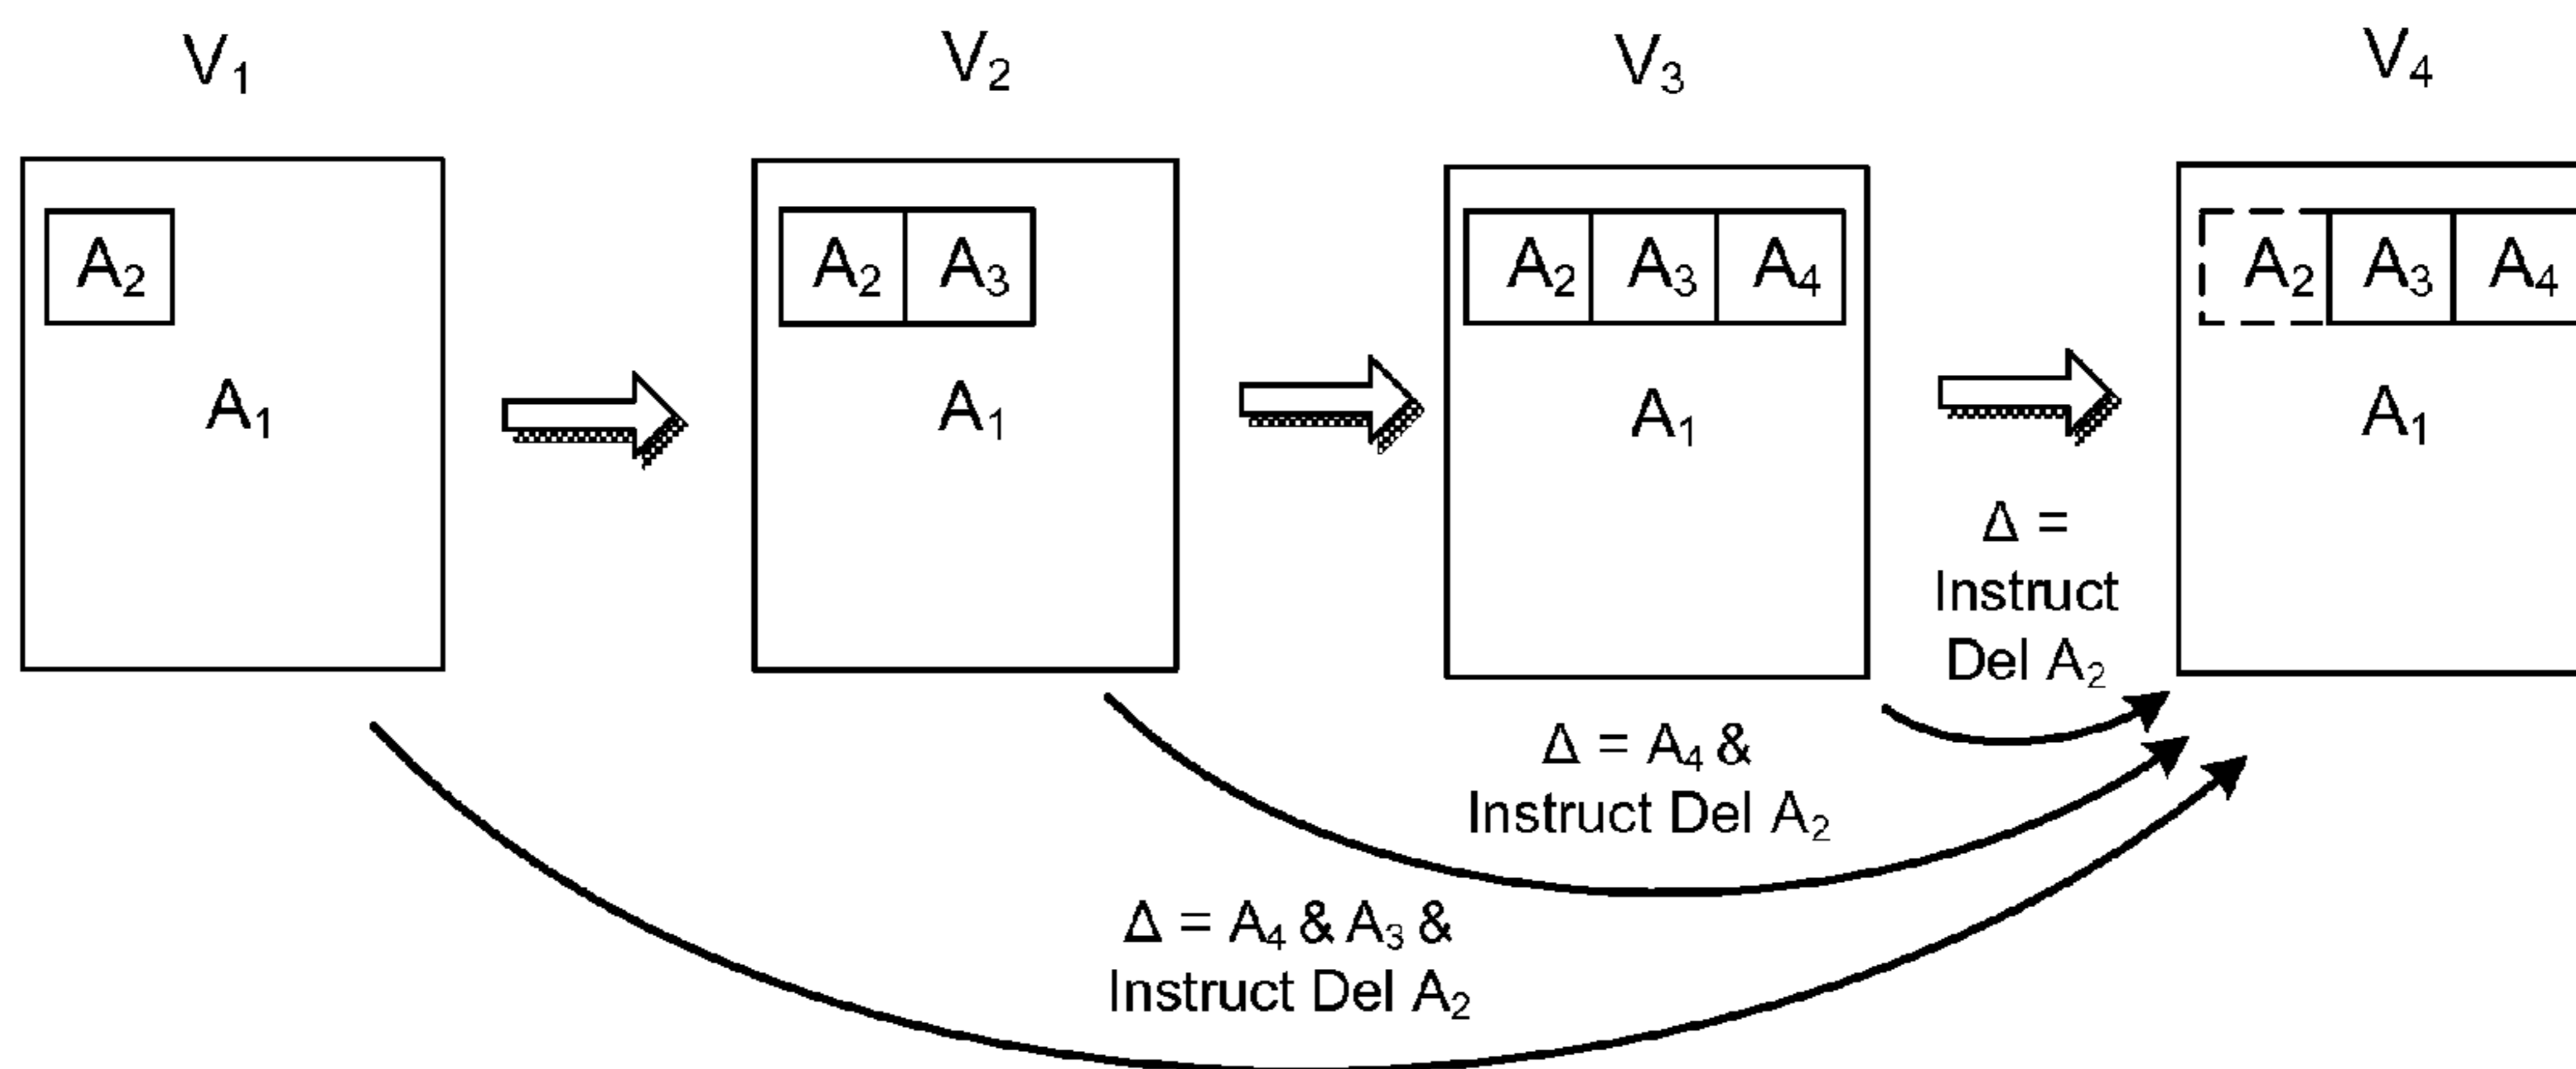 V₁
V₂
V₃
V₄
A₂
A₂ A₃
A₂ A₃ A₄
A₂ A₃ A₄
A₁
A₁
A₁
A₁
Δ =
Instruct
Del A₂
Δ = A₄ &
Instruct Del A₂
Δ = A₄ & A₃ &
Instruct Del A₂